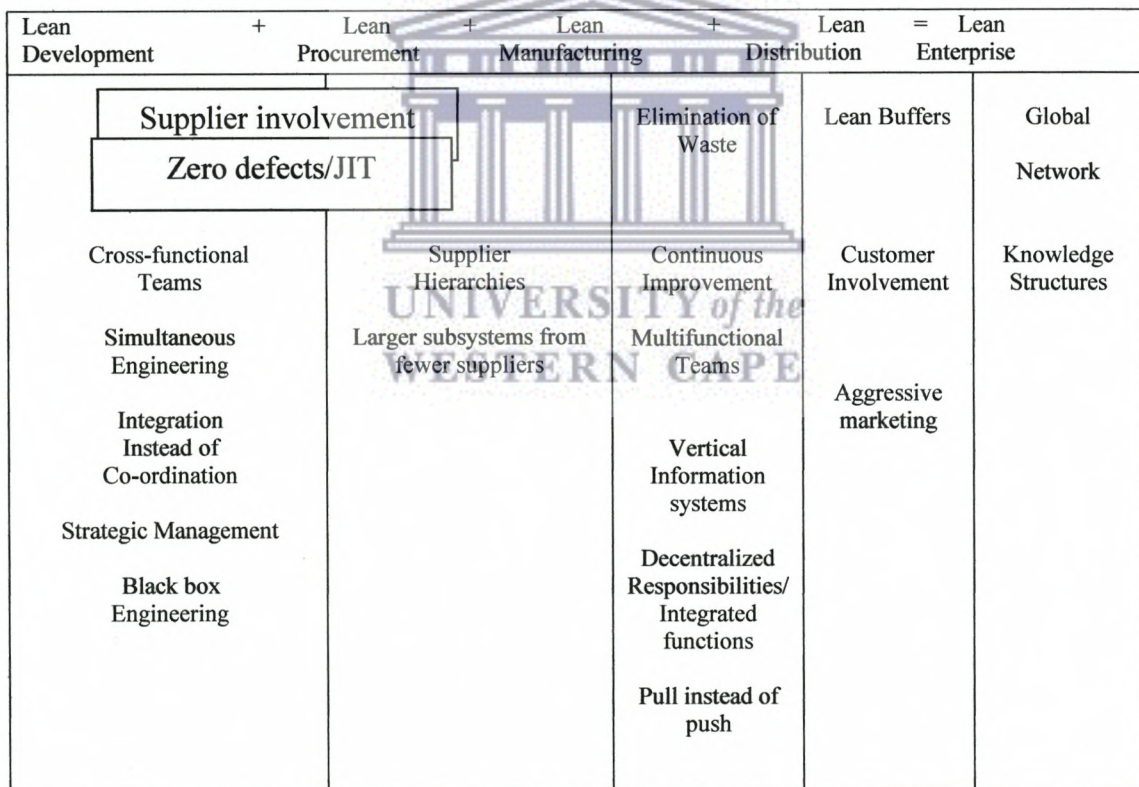 Lean + Lean + Lean + Lean = Lean
Development Procurement Manufacturing Distribution Enterprise
Supplier involvement
Zero defects/JIT
Cross-functional
Teams
Simultaneous
Engineering
Integration
Instead of
Co-ordination
Strategic Management
Black box
Engineering
Supplier
Hierarchies
Larger subsystems from
fewer suppliers
Elimination of
Waste
Continuous
Improvement
Multifunctional
Teams
Vertical
Information
systems
Decentralized
Responsibilities/
Integrated
functions
Pull instead of
push
Lean Buffers
Customer
Involvement
Aggressive
marketing
Global
Network
Knowledge
Structures
UNIVERSITY of the
WESTERN CAPE